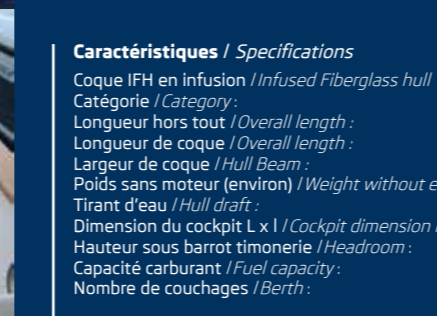 Caractéristiques / Specifications
Coque IFH en infusion / Infused Fiberglass hull
Catégorie / Category :
Longueur hors tout / Overall length :
Longueur de coque / Overall length :
Largeur de coque / Hull Beam :
Poids sans moteur (environ) / Weight without
Tirant d'eau / Hull draft :
Dimension du cockpit L x l / Cockpit dimension
Hauteur sous barrot timonerie / Headroom :
Capacité carburant / Fuel capacity :
Nombre de couchages / Berth :